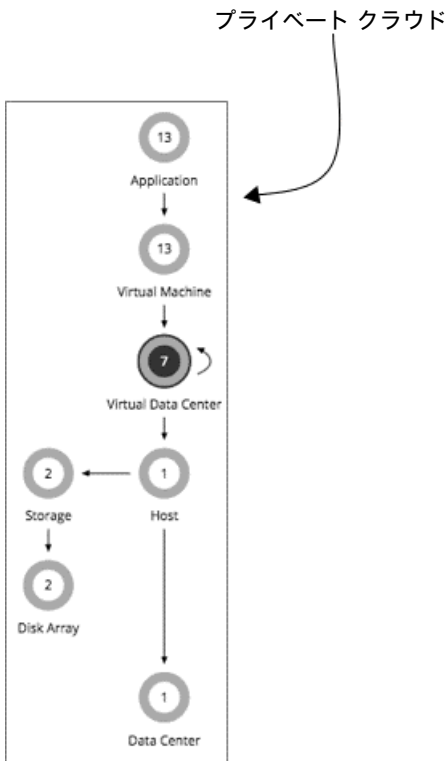 プライベート クラウド
13
Application
13
Virtual Machine
7
Virtual Data Center
2
1
Storage
Host
2
Disk Array
1
Data Center